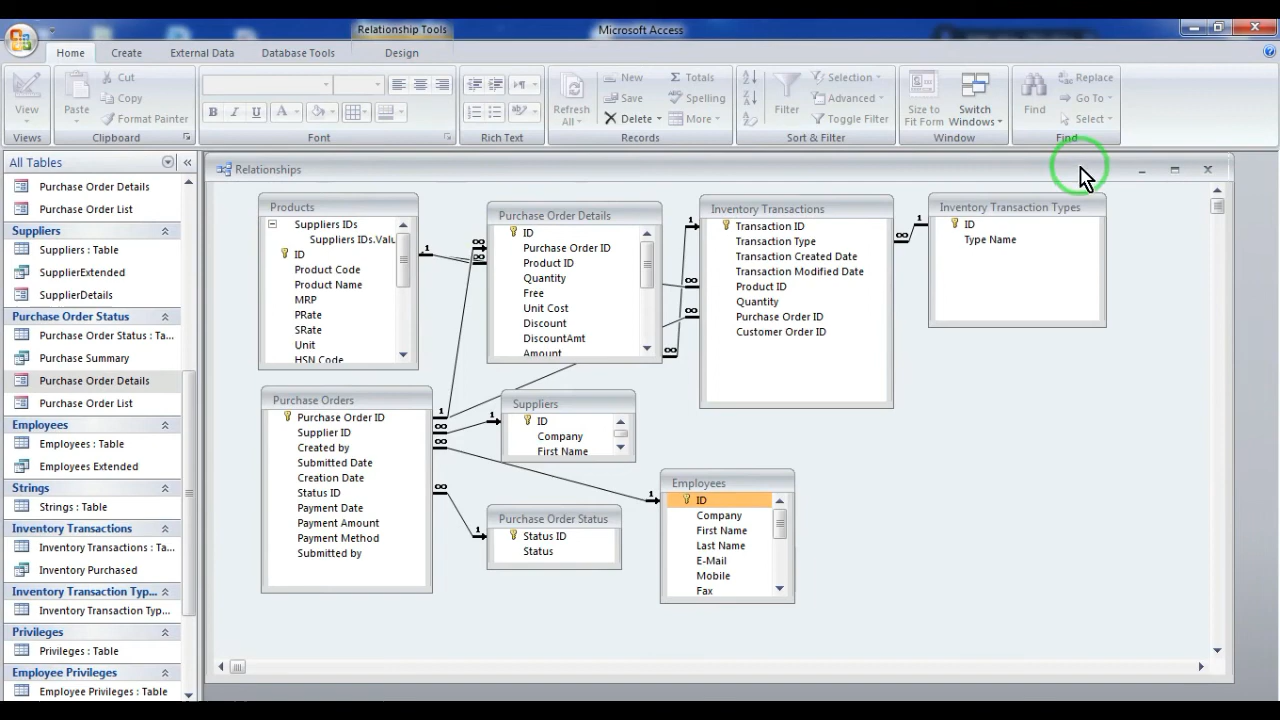 Relationship Tools
Microsoft Access
Home
Create
External Data
Database Tools
Design
View
Views
Paste
Cut
Copy
Format Painter
Clipboard
B I U A
Font
Rich Text
Refresh All
New
Save
Delete
Totals
Spelling
More
Records
Filter
Selection
Advanced
Toggle Filter
Sort & Filter
Size to Fit Form
Switch Windows
Window
Find
Replace
Go To
Select
Find
All Tables
Purchase Order Details
Purchase Order List
Suppliers
Suppliers : Table
SupplierExtended
SupplierDetails
Purchase Order Status
Purchase Order Status : Ta...
Purchase Summary
Purchase Order Details
Purchase Order List
Employees
Employees : Table
Employees Extended
Strings
Strings : Table
Inventory Transactions
Inventory Transactions : Ta...
Inventory Purchased
Inventory Transaction Typ...
Inventory Transaction Typ...
Privileges
Privileges : Table
Employee Privileges
Employee Privileges : Table
Relationships
Products
Suppliers IDs
Suppliers IDs.Valu
ID
Product Code
Product Name
MRP
PRate
SRate
Unit
HSN Code
Purchase Order Details
ID
Purchase Order ID
Product ID
Quantity
Free
Unit Cost
Discount
DiscountAmt
Amount
Inventory Transactions
Transaction ID
Transaction Type
Transaction Created Date
Transaction Modified Date
Product ID
Quantity
Purchase Order ID
Customer Order ID
Inventory Transaction Types
ID
Type Name
Purchase Orders
Purchase Order ID
Supplier ID
Created by
Submitted Date
Creation Date
Status ID
Payment Date
Payment Amount
Payment Method
Submitted by
Suppliers
ID
Company
First Name
Purchase Order Status
Status ID
Status
Employees
ID
Company
First Name
Last Name
E-Mail
Mobile
Fax
1
∞
∞
1
∞
∞
∞
1
∞
1
∞
∞
∞
1
1
1